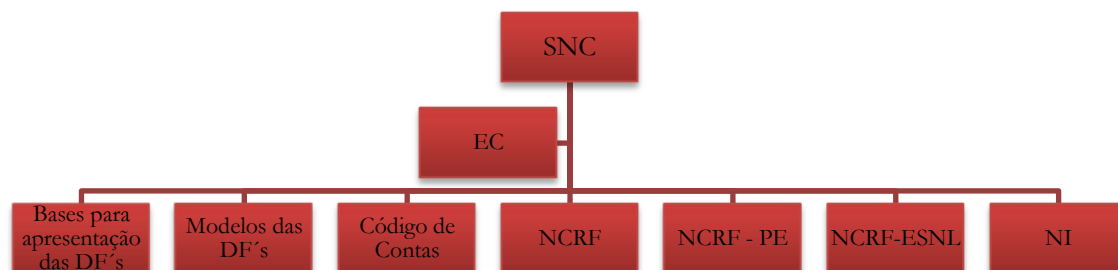 SNC
EC
Bases para
apresentação
das DF´s
Modelos das
DF´s
Código de
Contas
NCRF
NCRF - PE
NCRF-ESNL
NI